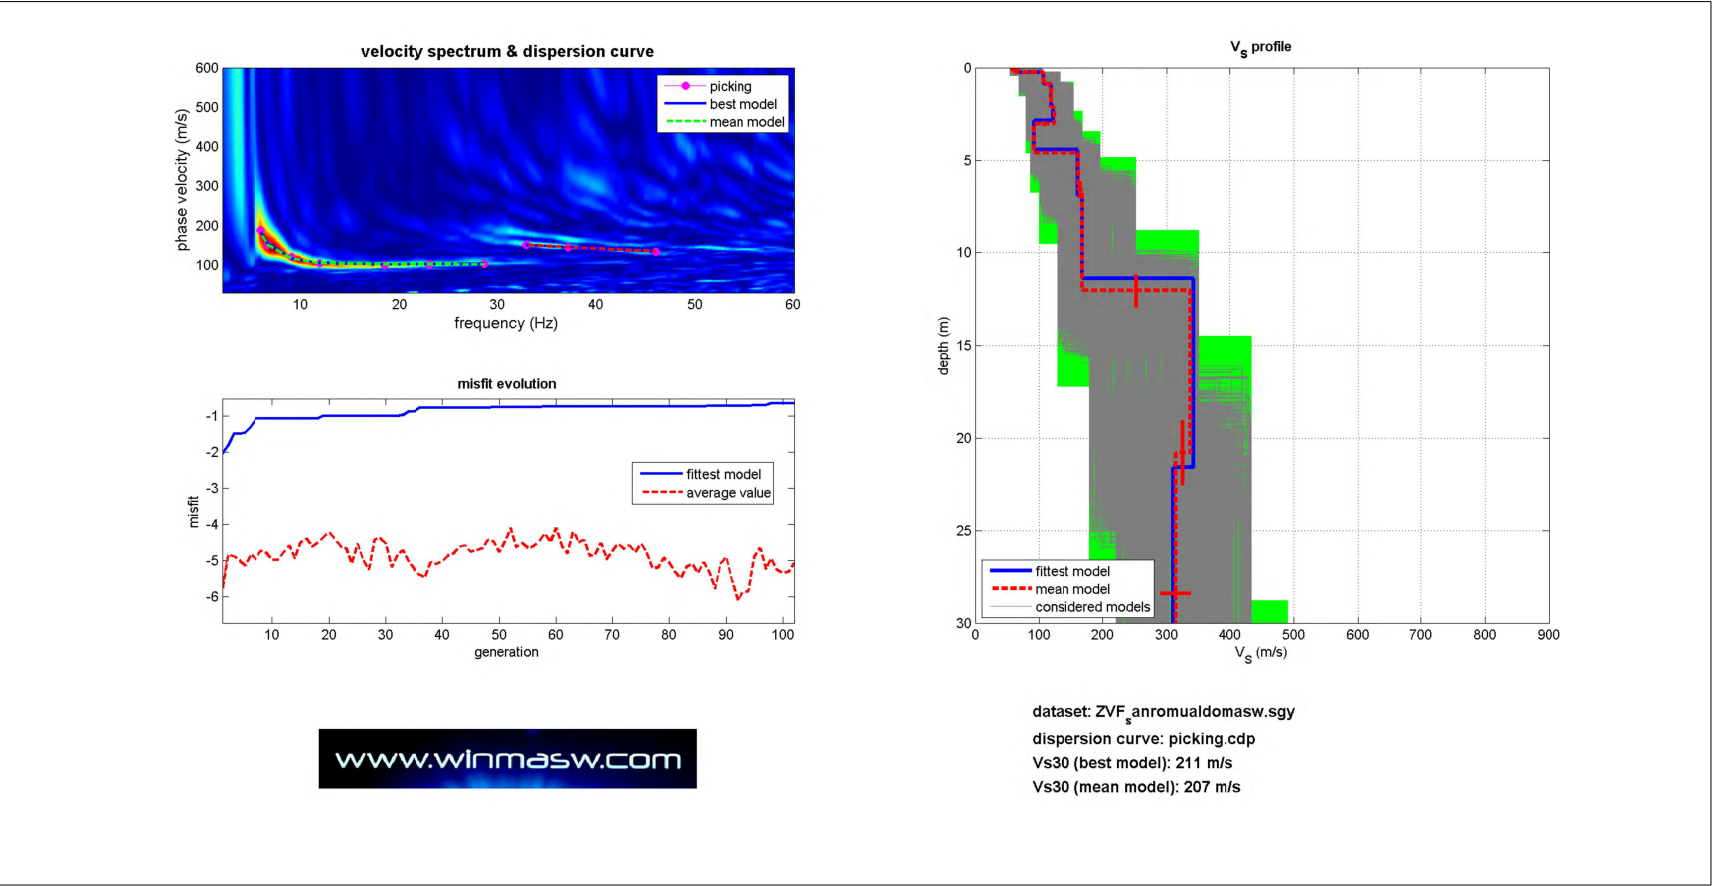 velocity spectrum & dispersion curve
600
500
400
300
200
100
phase velocity (m/s)
picking
best model
mean model
10
20
30
40
50
60
frequency (Hz)
misfit evolution
-1
-2
-3
-4
-5
-6
misfit
fittest model
average value
10
20
30
40
50
60
70
80
90
100
generation
www.winmasw.com
VS profile
0
5
10
15
20
25
30
depth (m)
fittest model
mean model
considered models
0
100
200
300
400
500
600
700
800
900
VS (m/s)
dataset: ZVFsanromualdomasw.sgy
dispersion curve: picking.cdp
Vs30 (best model): 211 m/s
Vs30 (mean model): 207 m/s